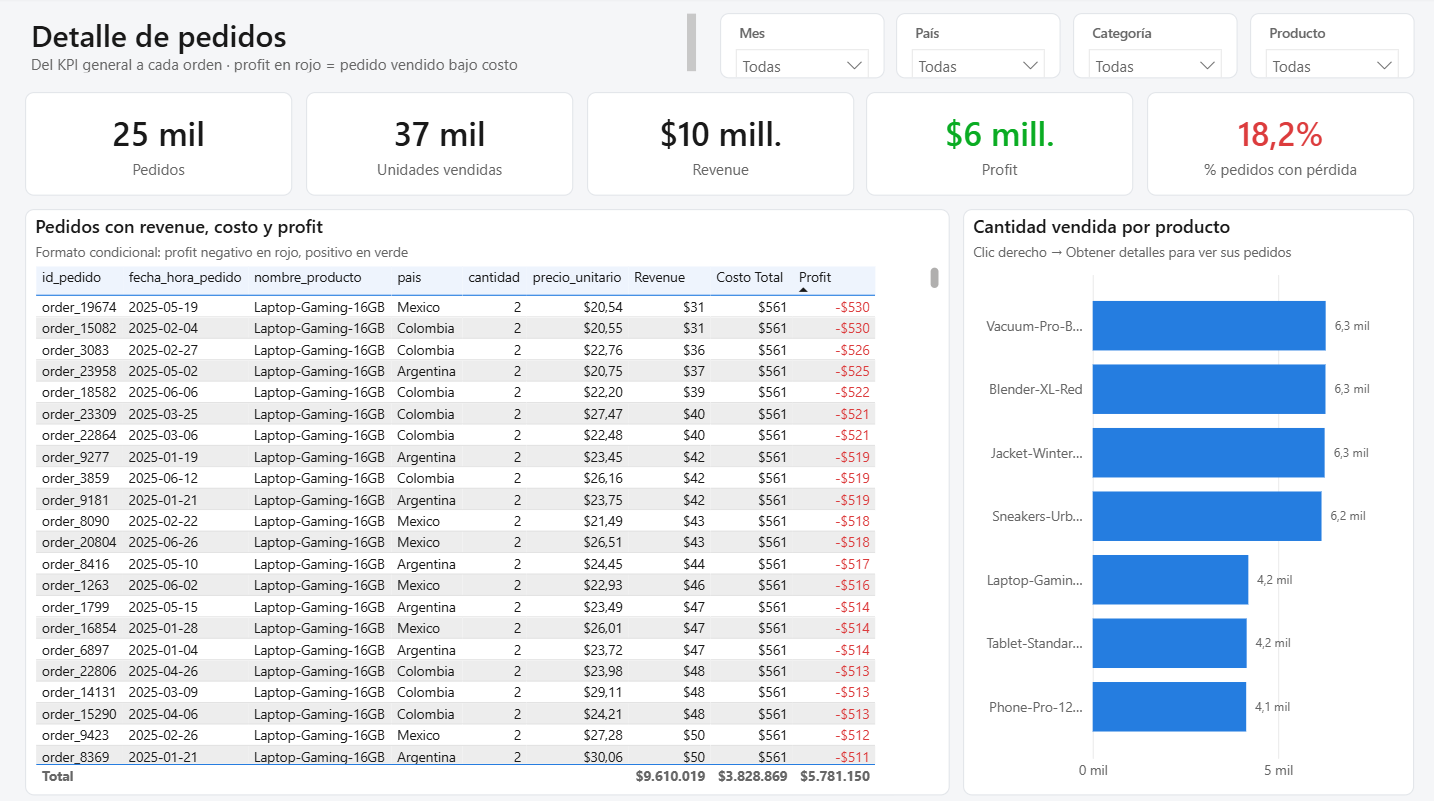 Detalle de pedidos
Del KPI general a cada orden · profit en rojo = pedido vendido bajo costo
Mes
Todas
País
Todas
Categoría
Todas
Producto
Todas
25 mil
Pedidos
37 mil
Unidades vendidas
$10 mill.
Revenue
$6 mill.
Profit
18,2%
% pedidos con pérdida
Pedidos con revenue, costo y profit
Formato condicional: profit negativo en rojo, positivo en verde
id_pedido fecha_hora_pedido nombre_producto pais cantidad precio_unitario Revenue Costo Total Profit
order_19674 2025-05-19 Laptop-Gaming-16GB Mexico 2 $20,54 $31 $561 -$530
order_15082 2025-02-04 Laptop-Gaming-16GB Colombia 2 $20,55 $31 $561 -$530
order_3083 2025-02-27 Laptop-Gaming-16GB Colombia 2 $22,76 $36 $561 -$526
order_23958 2025-05-02 Laptop-Gaming-16GB Argentina 2 $20,75 $37 $561 -$525
order_18582 2025-06-06 Laptop-Gaming-16GB Colombia 2 $22,20 $39 $561 -$522
order_23309 2025-03-25 Laptop-Gaming-16GB Colombia 2 $27,47 $40 $561 -$521
order_22864 2025-03-06 Laptop-Gaming-16GB Colombia 2 $22,48 $40 $561 -$521
order_9277 2025-01-19 Laptop-Gaming-16GB Argentina 2 $23,45 $42 $561 -$519
order_3859 2025-06-12 Laptop-Gaming-16GB Colombia 2 $26,16 $42 $561 -$519
order_9181 2025-01-21 Laptop-Gaming-16GB Argentina 2 $23,75 $42 $561 -$519
order_8090 2025-02-22 Laptop-Gaming-16GB Mexico 2 $21,49 $43 $561 -$518
order_20804 2025-06-26 Laptop-Gaming-16GB Mexico 2 $26,51 $43 $561 -$518
order_8416 2025-05-10 Laptop-Gaming-16GB Argentina 2 $24,45 $44 $561 -$517
order_1263 2025-06-02 Laptop-Gaming-16GB Mexico 2 $22,93 $46 $561 -$516
order_1799 2025-05-15 Laptop-Gaming-16GB Argentina 2 $23,49 $47 $561 -$514
order_16854 2025-01-28 Laptop-Gaming-16GB Mexico 2 $26,01 $47 $561 -$514
order_6897 2025-01-04 Laptop-Gaming-16GB Argentina 2 $23,72 $47 $561 -$514
order_22806 2025-04-26 Laptop-Gaming-16GB Colombia 2 $23,98 $48 $561 -$513
order_14131 2025-03-09 Laptop-Gaming-16GB Colombia 2 $29,11 $48 $561 -$513
order_15290 2025-04-06 Laptop-Gaming-16GB Colombia 2 $24,21 $48 $561 -$513
order_9423 2025-02-26 Laptop-Gaming-16GB Mexico 2 $27,28 $50 $561 -$512
order_8369 2025-01-21 Laptop-Gaming-16GB Argentina 2 $30,06 $50 $561 -$511
Total $9.610.019 $3.828.869 $5.781.150
Cantidad vendida por producto
Clic derecho → Obtener detalles para ver sus pedidos
Vacuum-Pro-B... 6,3 mil
Blender-XL-Red 6,3 mil
Jacket-Winter... 6,3 mil
Sneakers-Urb... 6,2 mil
Laptop-Gamin... 4,2 mil
Tablet-Standar... 4,2 mil
Phone-Pro-12... 4,1 mil
0 mil 5 mil